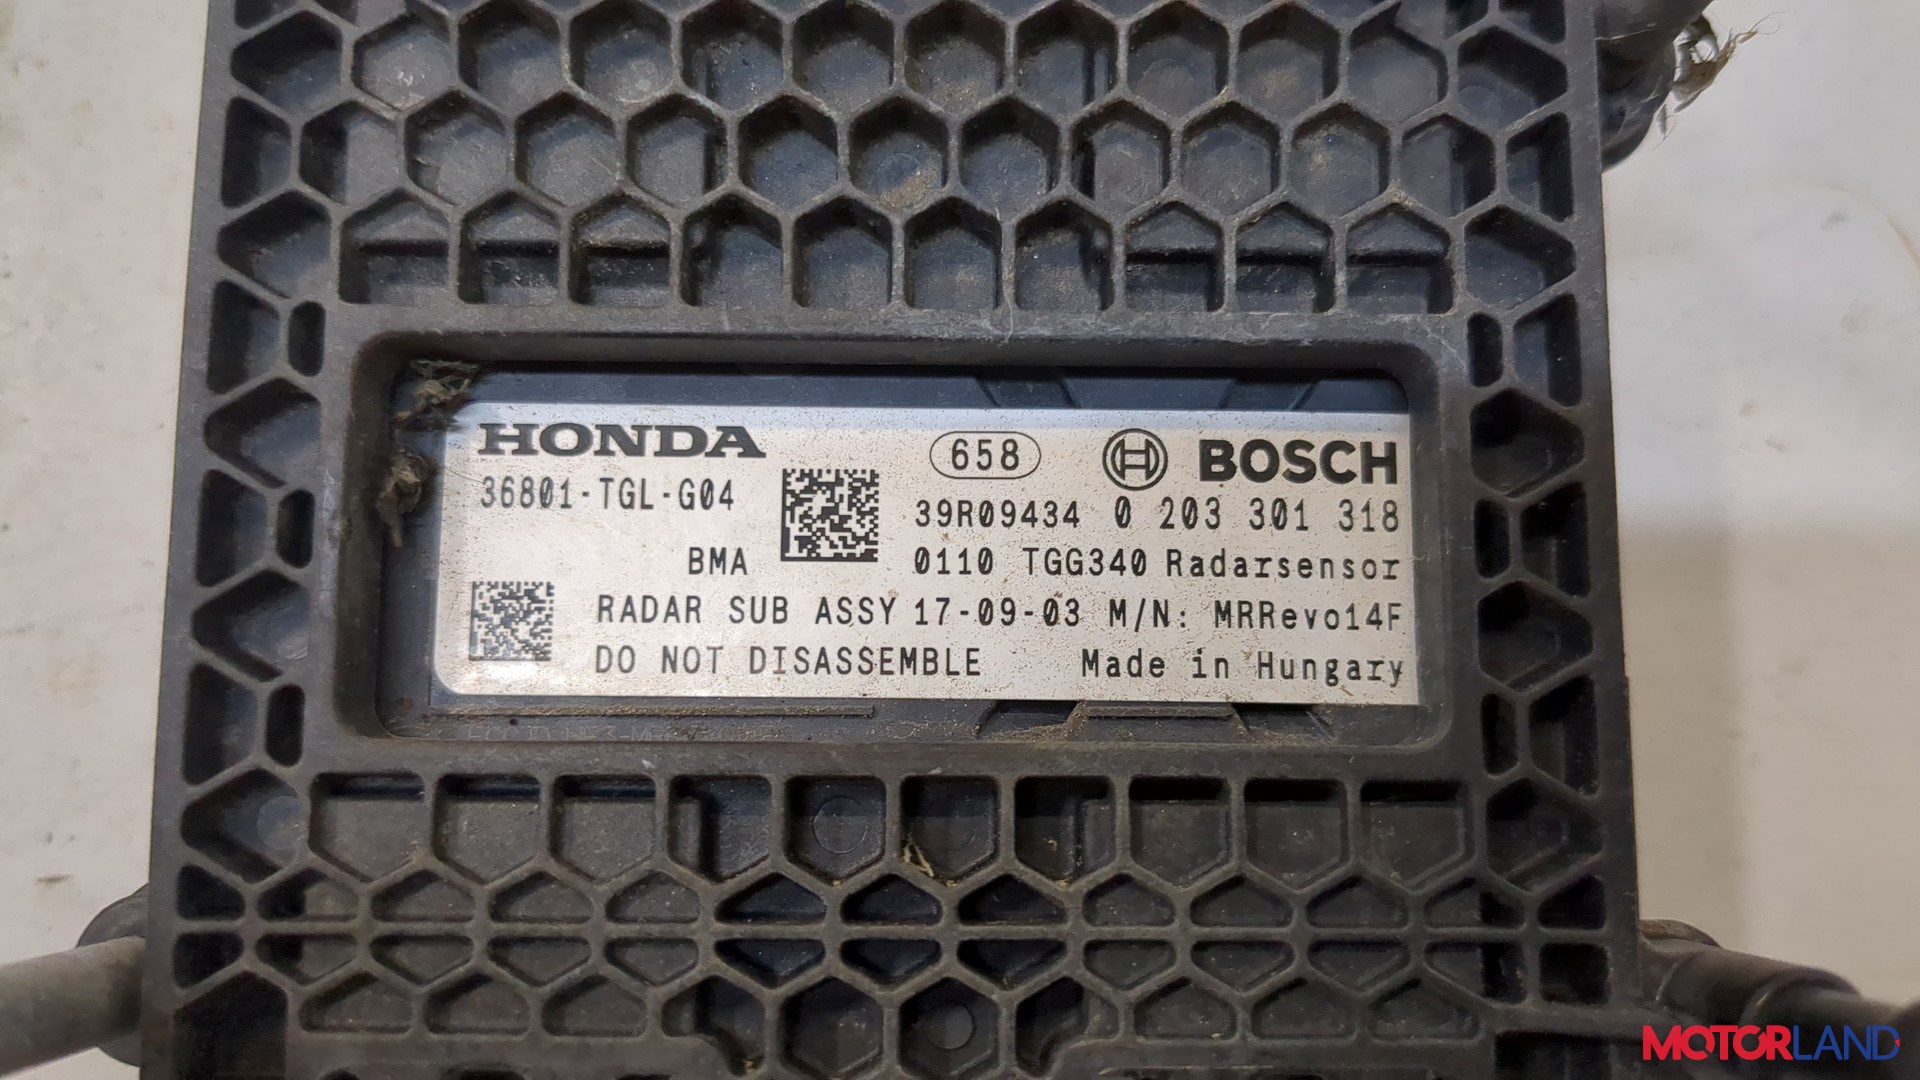 HONDA 658 BOSCH
36801-TGL-G04 39R09434 0 203 301 318
BMA 0110 TGG340 Radarsensor
RADAR SUB ASSY 17-09-03 M/N: MRRevo14F
DO NOT DISASSEMBLE Made in Hungary
MOTORLAND